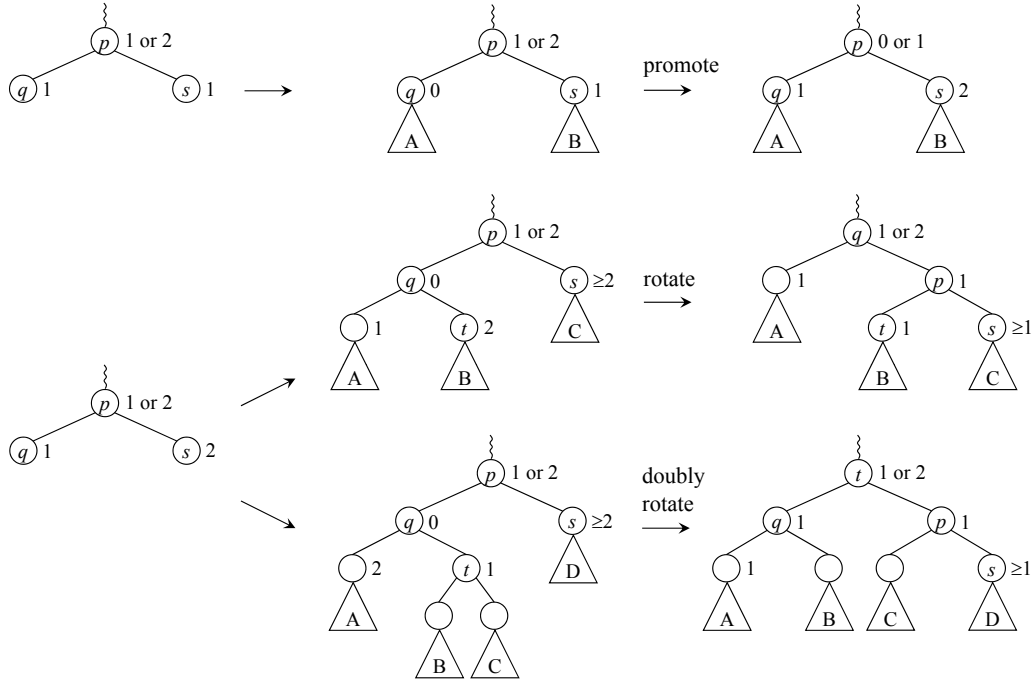 p 1 or 2
q 1 s 1
p 1 or 2
q 0 s 1
A B
promote
p 0 or 1
q 1 s 2
A B
p 1 or 2
q 1 s 2
p 1 or 2
q 0 s ≥2
1 t 2 C
A B
rotate
q 1 or 2
1 p 1
A t 1 s ≥1
B C
p 1 or 2
q 0 s ≥2
2 t 1 D
A
B C
doubly
rotate
t 1 or 2
q 1 p 1
1 s ≥1
A B C D